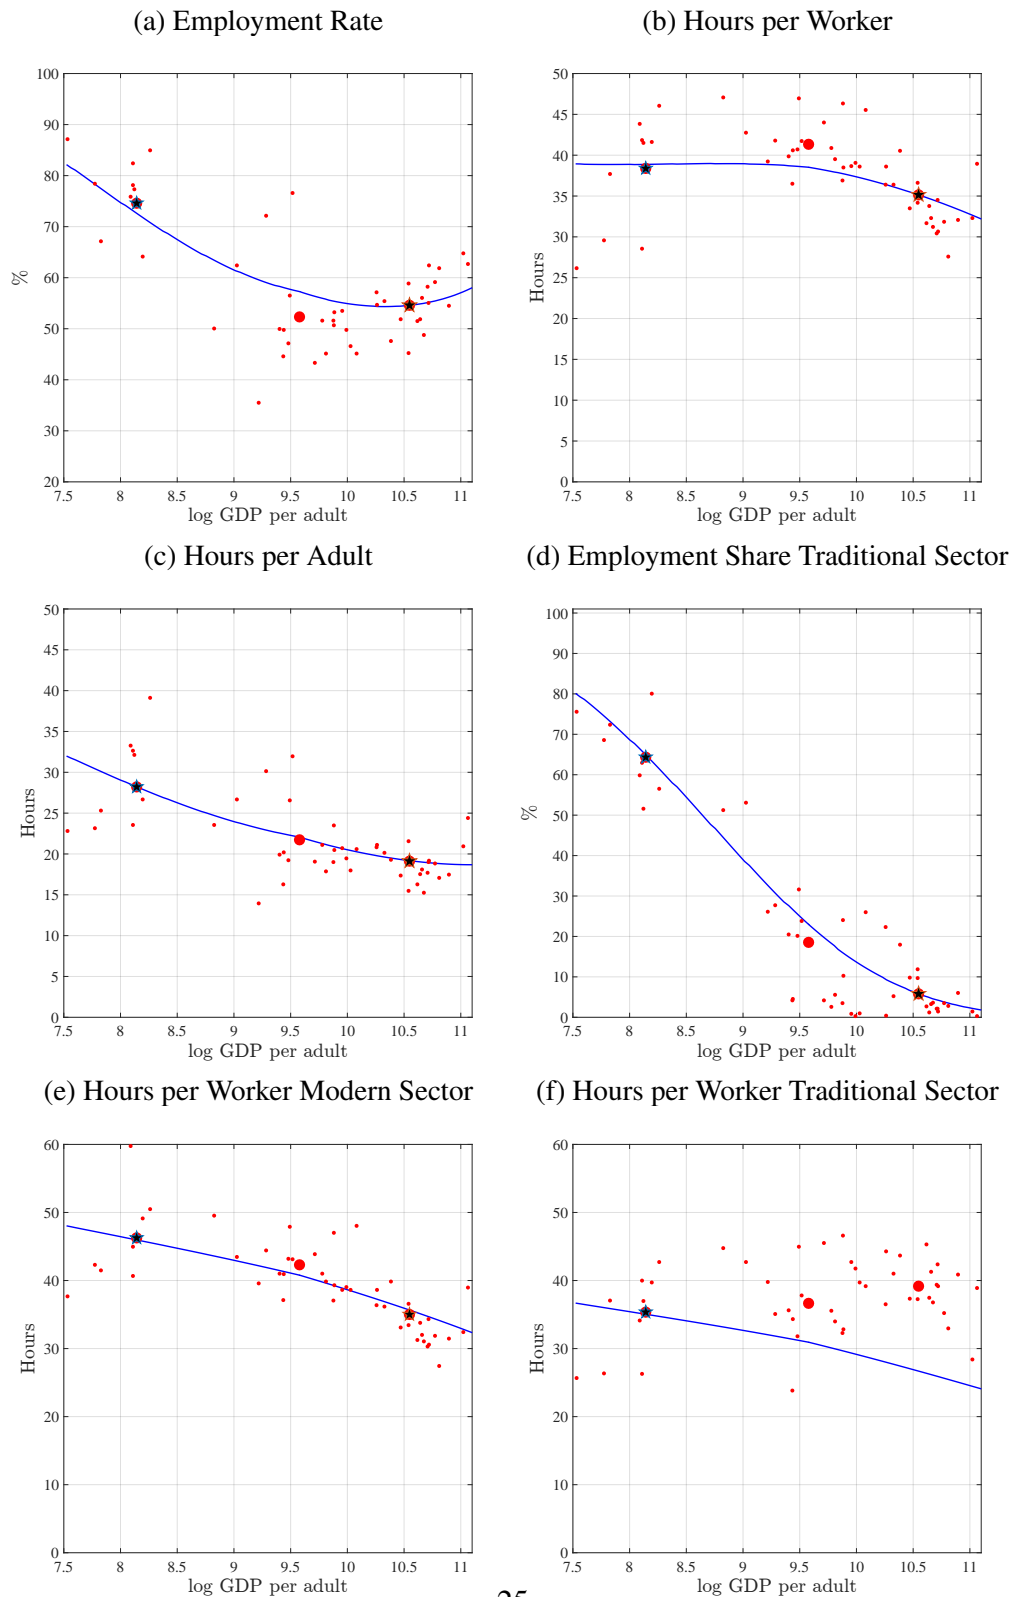 (a) Employment Rate
(b) Hours per Worker
100
90
80
70
60
50
40
30
20
%
7.5 8 8.5 9 9.5 10 10.5 11
log GDP per adult
50
45
40
35
30
25
20
15
10
5
0
Hours
7.5 8 8.5 9 9.5 10 10.5 11
log GDP per adult
(c) Hours per Adult
(d) Employment Share Traditional Sector
50
45
40
35
30
25
20
15
10
5
0
Hours
7.5 8 8.5 9 9.5 10 10.5 11
log GDP per adult
100
90
80
70
60
50
40
30
20
10
0
%
7.5 8 8.5 9 9.5 10 10.5 11
log GDP per adult
(e) Hours per Worker Modern Sector
(f) Hours per Worker Traditional Sector
60
50
40
30
20
10
0
Hours
7.5 8 8.5 9 9.5 10 10.5 11
log GDP per adult
60
50
40
30
20
10
0
Hours
7.5 8 8.5 9 9.5 10 10.5 11
log GDP per adult
25